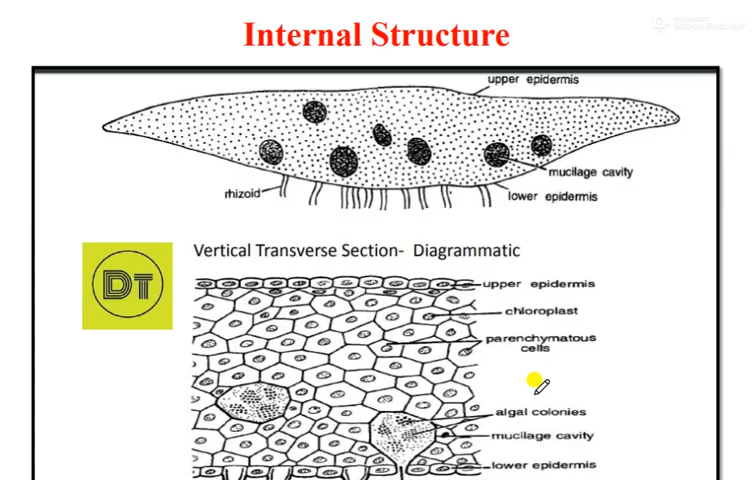 Internal Structure
upper epidermis
mucilage cavity
rhizoid
lower epidermis
DT
Vertical Transverse Section- Diagrammatic
upper epidermis
chloroplast
parenchymatous
cells
algal colonies
mucilage cavity
lower epidermis